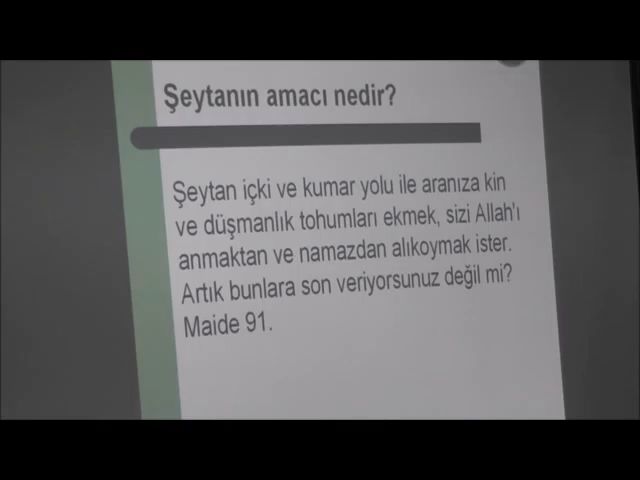 Şeytanın amacı nedir?
Şeytan içki ve kumar yolu ile aranıza kin
ve düşmanlık tohumları ekmek, sizi Allah'ı
anmaktan ve namazdan alıkoymak ister.
Artık bunlara son veriyorsunuz değil mi?
Maide 91.